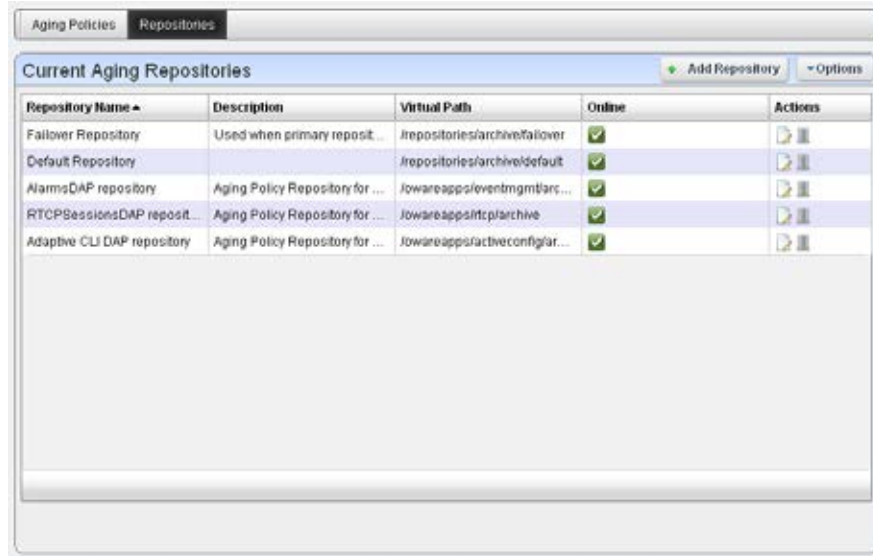 Aging Policies Repositories
Current Aging Repositories Add Repository Options
Repository Name Description Virtual Path Online Actions
Failover Repository Used when primary reposit... /repositories/archive/failover
Default Repository /repositories/archive/default
AlarmsDAP repository Aging Policy Repository for ... /owareapps/eventmgmt/arc...
RTCPSessionsDAP reposit... Aging Policy Repository for ... /owareapps/rtcp/archive
Adaptive CLI DAP repository Aging Policy Repository for ... /owareapps/activeconfig/ar...